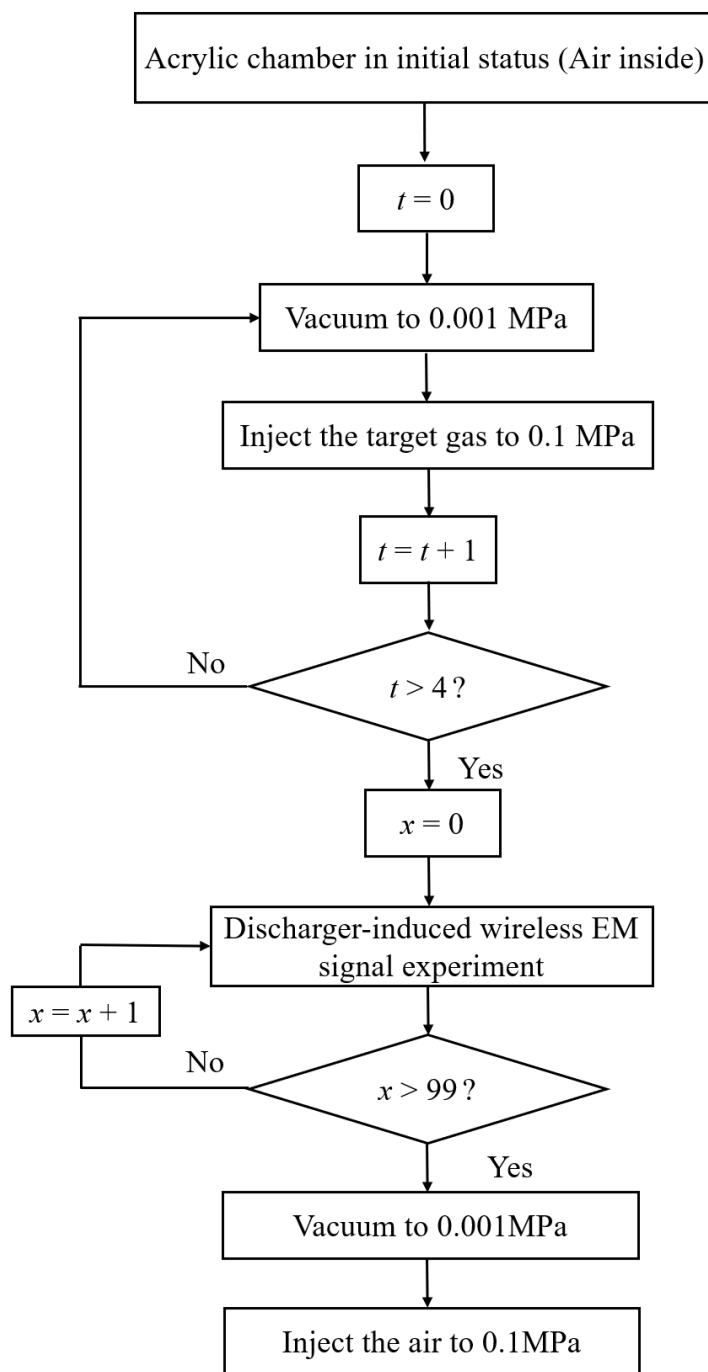 Acrylic chamber in initial status (Air inside)
t = 0
Vacuum to 0.001 MPa
Inject the target gas to 0.1 MPa
t = t + 1
No
t > 4 ?
Yes
x = 0
Discharger-induced wireless EM
signal experiment
x = x + 1
No
x > 99 ?
Yes
Vacuum to 0.001MPa
Inject the air to 0.1MPa